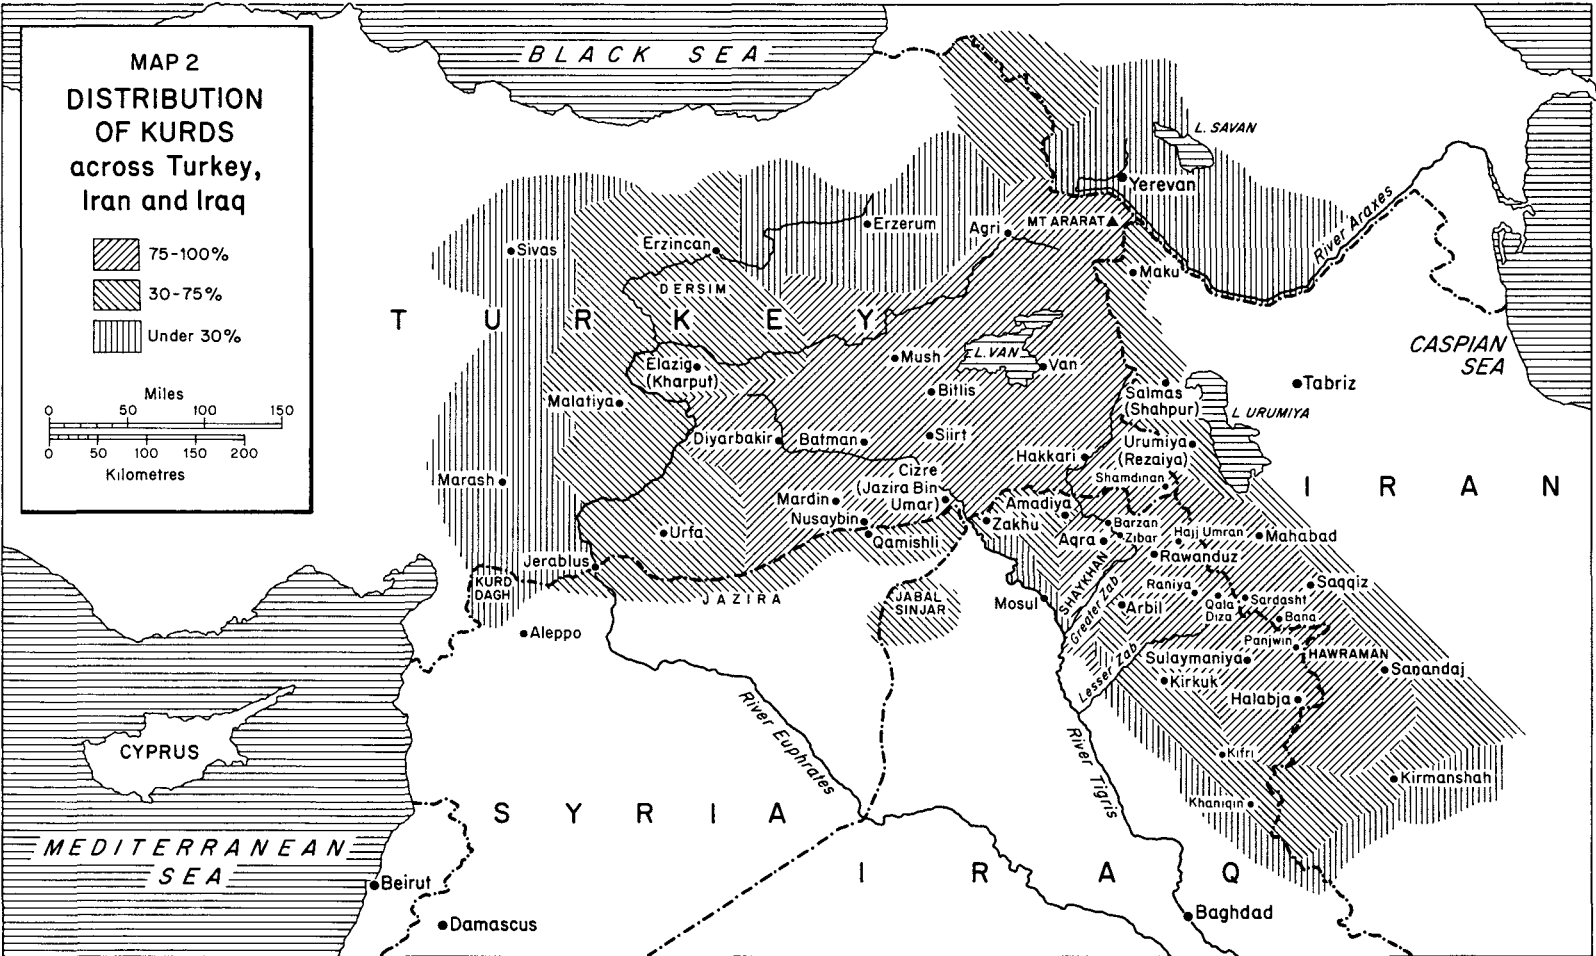 MAP 2
DISTRIBUTION
OF KURDS
across Turkey,
Iran and Iraq
75-100%
30-75%
Under 30%
Miles
0 50 100 150
0 50 100 150 200
Kilometres
BLACK SEA
L. SAVAN
Yerevan
River Araxes
MT ARARAT
Agri
Erzerum
Erzincan
Sivas
DERSIM
Maku
TURKEY
CASPIAN
SEA
Mush
L. VAN
Van
Elazig
(Kharput)
Tabriz
Bitlis
Salmas
(Shahpur)
Malatiya
L. URUMIYA
Diyarbakir
Batman
Siirt
Urumiya
(Rezaiya)
Hakkari
Cizre
(Jazira Bin
Umar)
Shamdinan
Marash
IRAN
Mardin
Amadiya
Nusaybin
Zakhu
Barzan
Urfa
Qamishli
Aqra
Zibar
Hajj Umran
Mahabad
Rawanduz
Jerablus
KURD
DAGH
JAZIRA
JABAL
SINJAR
Mosul
SHAYKHAN
Greater Zab
Raniya
Saqqiz
Arbil
Qala
Diza
Sardasht
Bana
Aleppo
Panjwin
HAWRAMAN
Lesser Zab
Sulaymaniya
Sanandaj
Kirkuk
Halabja
River Euphrates
River Tigris
CYPRUS
Kifri
Kirmanshah
Khaniqin
SYRIA
MEDITERRANEAN
SEA
IRAQ
Beirut
Damascus
Baghdad